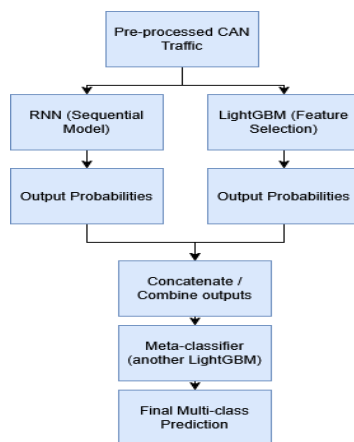 Pre-processed CAN
Traffic
RNN (Sequential
Model)
LightGBM (Feature
Selection)
Output Probabilities
Output Probabilities
Concatenate /
Combine outputs
Meta-classifier
(another LightGBM)
Final Multi-class
Prediction